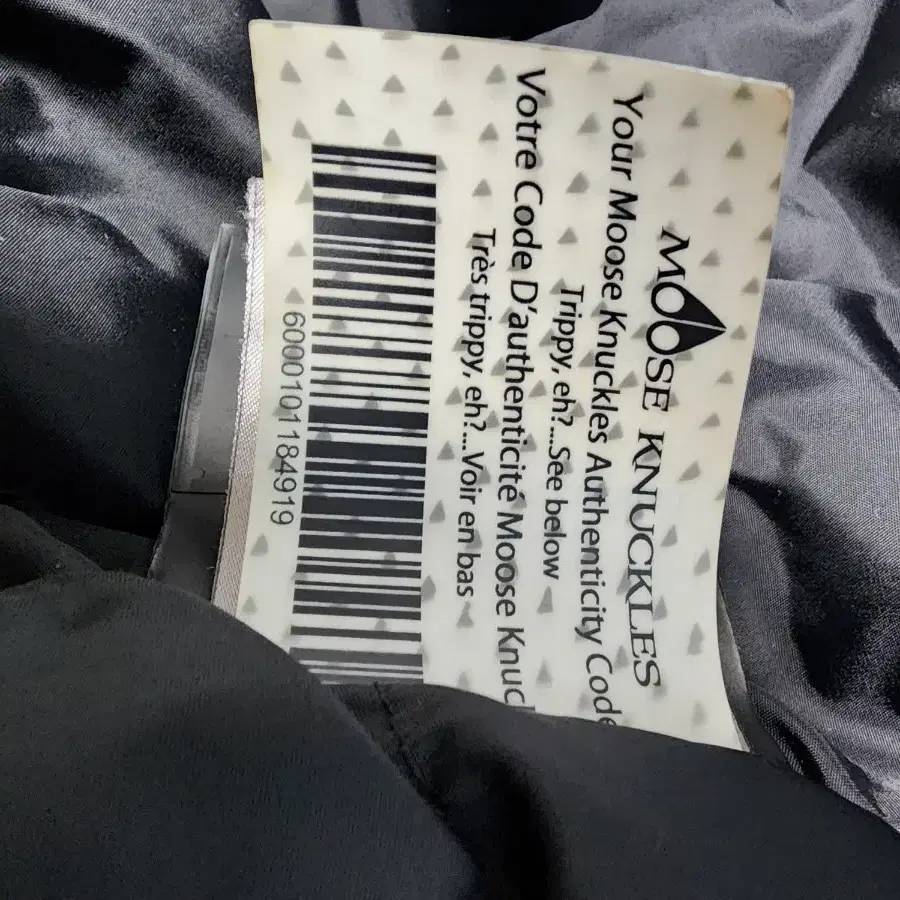 MOOSE KNUCKLES
Your Moose Knuckles Authenticity Code
Trippy, eh?...See below
Votre Code D'authenticité Moose Knuc
Très trippy, eh?...Voir en bas
6000101184919